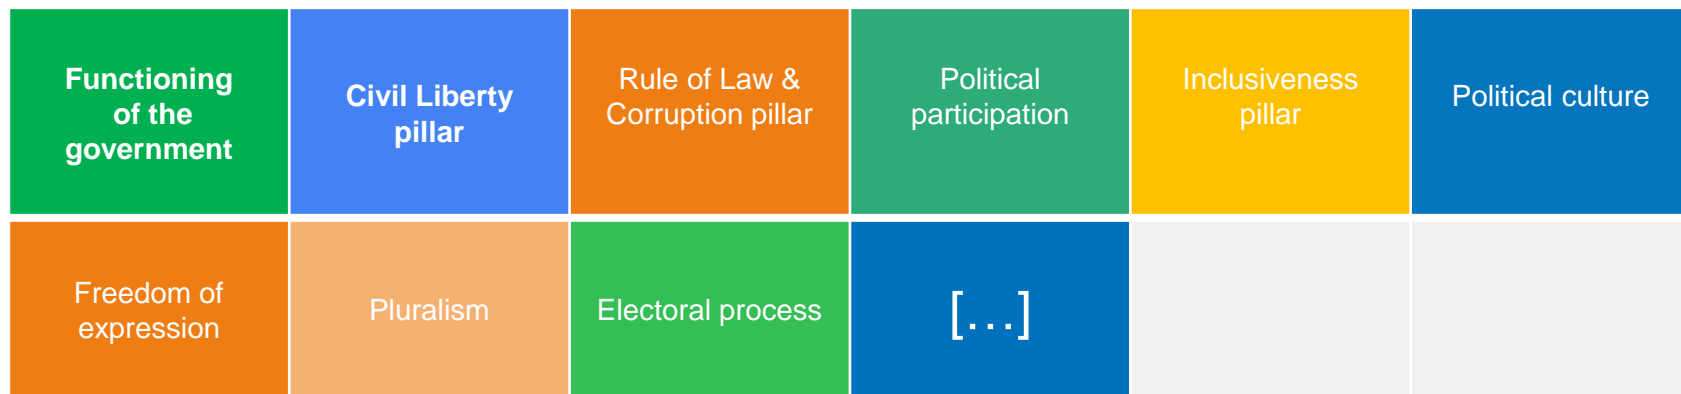 Functioning
of the
government
Civil Liberty
pillar
Rule of Law &
Corruption pillar
Political
participation
Inclusiveness
pillar
Political culture
Freedom of
expression
Pluralism
Electoral process
[…]